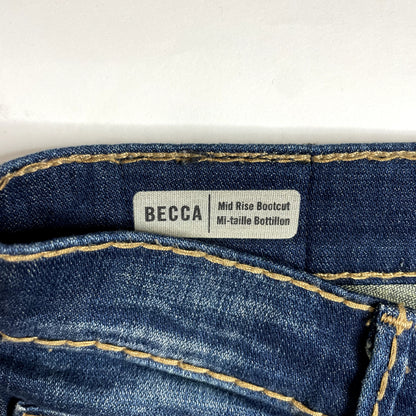 BECCA
Mid Rise Bootcut
Mi-taille Bottillon